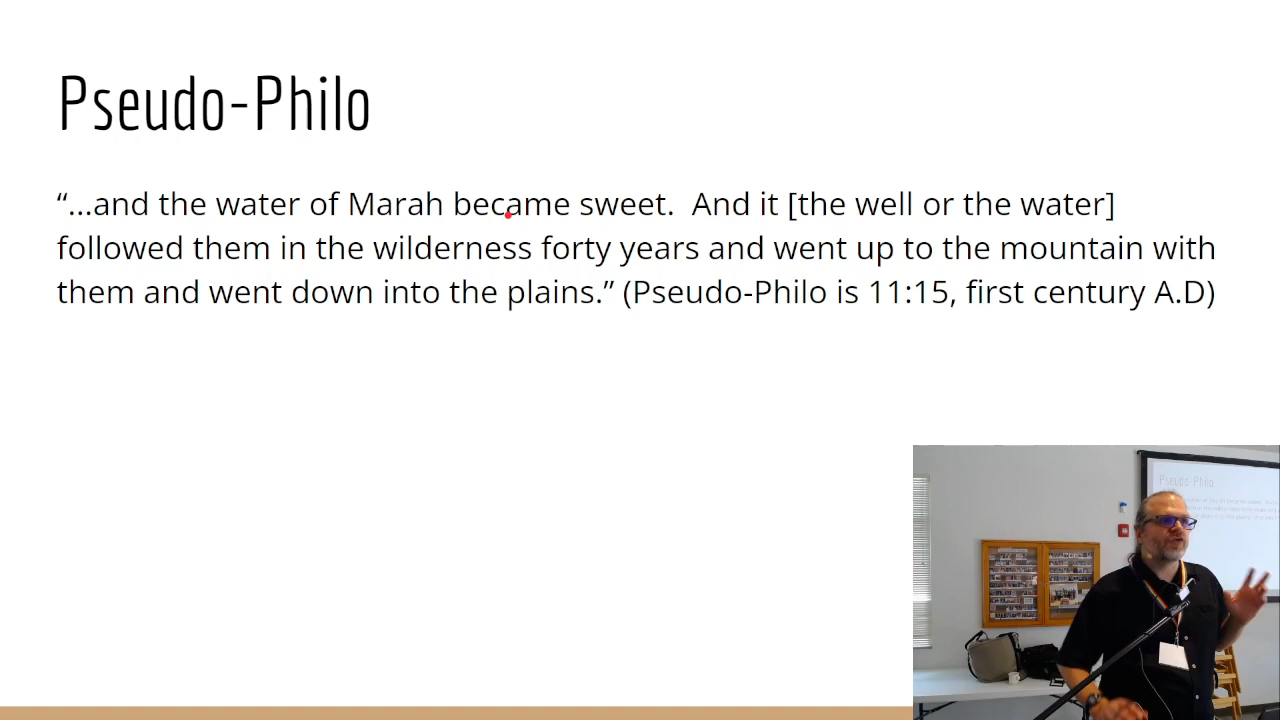 Pseudo-Philo
“...and the water of Marah became sweet.  And it [the well or the water]
followed them in the wilderness forty years and went up to the mountain with
them and went down into the plains.” (Pseudo-Philo is 11:15, first century A.D)
Pseudo-Philo